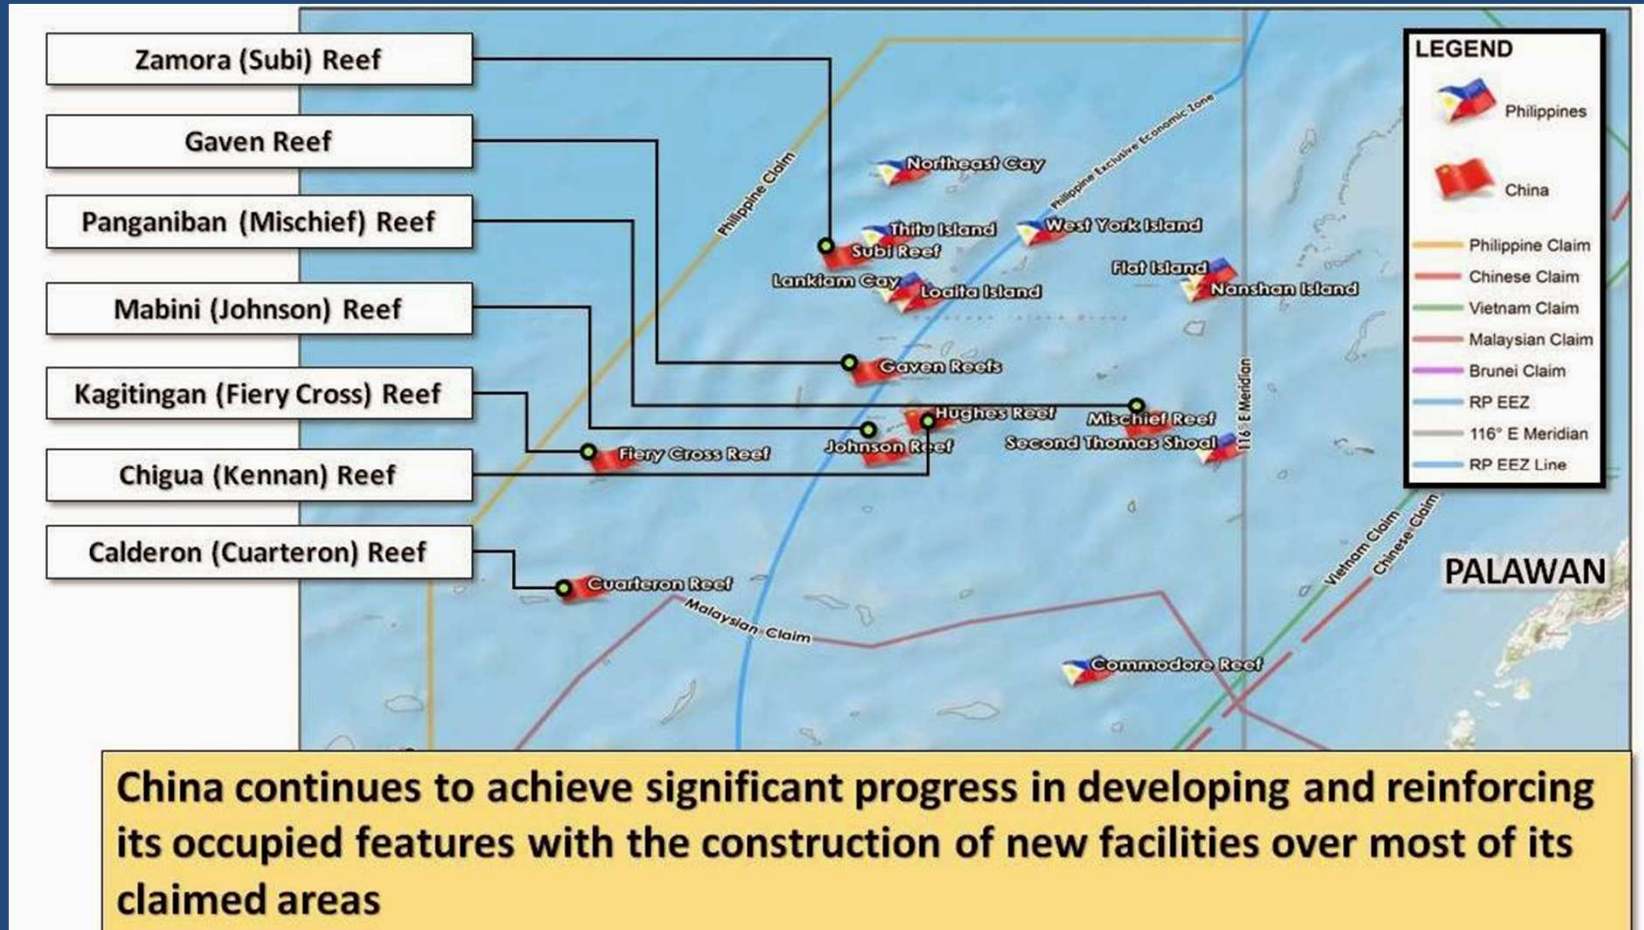 Zamora (Subi) Reef
Gaven Reef
Panganiban (Mischief) Reef
Mabini (Johnson) Reef
Kagitingan (Fiery Cross) Reef
Chigua (Kennan) Reef
Calderon (Cuarteron) Reef
Philippine Claim
Philippine Exclusive Economic Zone
Northeast Cay
Thitu Island
West York Island
Subi Reef
Flat Island
Lankiam Cay
Loaita Island
Nanshan Island
Gaven Reefs
116° E Meridian
Hughes Reef
Mischief Reef
Johnson Reef
Second Thomas Shoal
Fiery Cross Reef
Cuarteron Reef
Malaysian Claim
Vietnam Claim
Chinese Claim
Commodore Reef
PALAWAN
LEGEND
Philippines
China
Philippine Claim
Chinese Claim
Vietnam Claim
Malaysian Claim
Brunei Claim
RP EEZ
116° E Meridian
RP EEZ Line
China continues to achieve significant progress in developing and reinforcing
its occupied features with the construction of new facilities over most of its
claimed areas